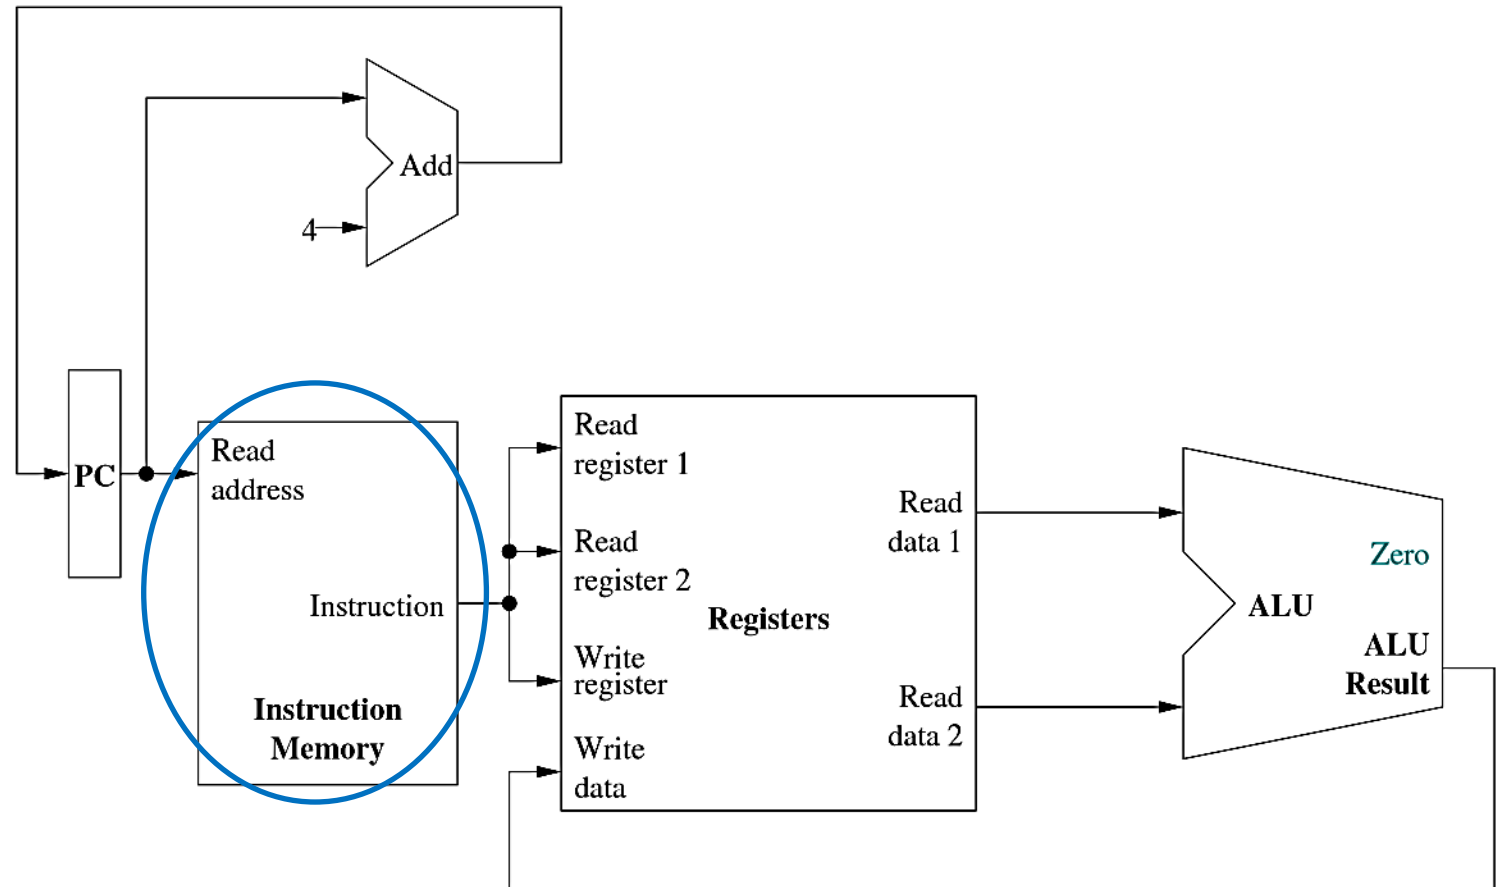 Add
4
PC
Read
address
Instruction
Instruction
Memory
Read
register 1
Read
register 2
Registers
Write
register
Write
data
Read
data 1
Read
data 2
Zero
ALU
ALU
Result